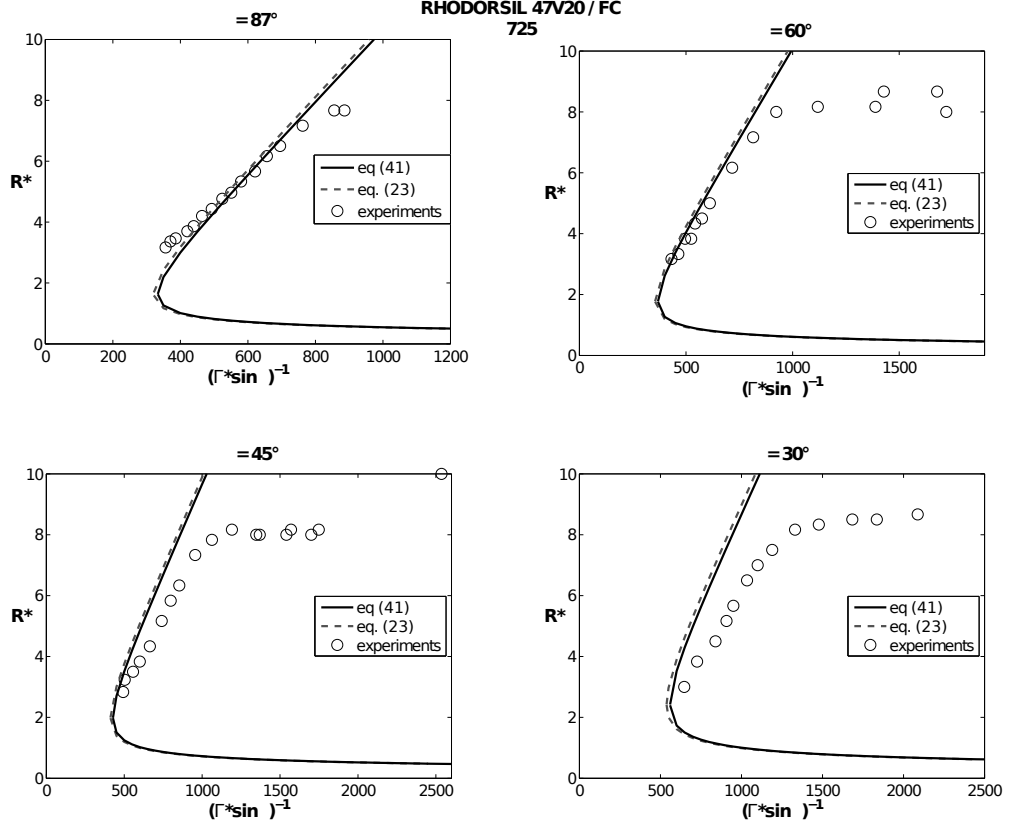 RHODORSIL 47V20 / FC
725
= 87°
10
8
6
4
2
0
R*
0
200
400
600
800
1000
1200
(Γ*sin )⁻¹
eq (41)
eq. (23)
experiments
= 60°
10
8
6
4
2
0
R*
0
500
1000
1500
(Γ*sin )⁻¹
eq (41)
eq. (23)
experiments
= 45°
10
8
6
4
2
0
R*
0
500
1000
1500
2000
2500
(Γ*sin )⁻¹
eq (41)
eq. (23)
experiments
= 30°
10
8
6
4
2
0
R*
0
500
1000
1500
2000
2500
(Γ*sin )⁻¹
eq (41)
eq. (23)
experiments